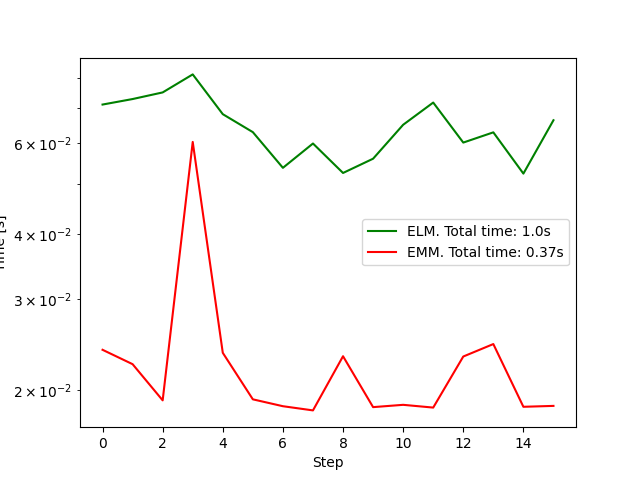 6 × 10⁻²
4 × 10⁻²
3 × 10⁻²
2 × 10⁻²
ELM. Total time: 1.0s
EMM. Total time: 0.37s
0 2 4 6 8 10 12 14
Step